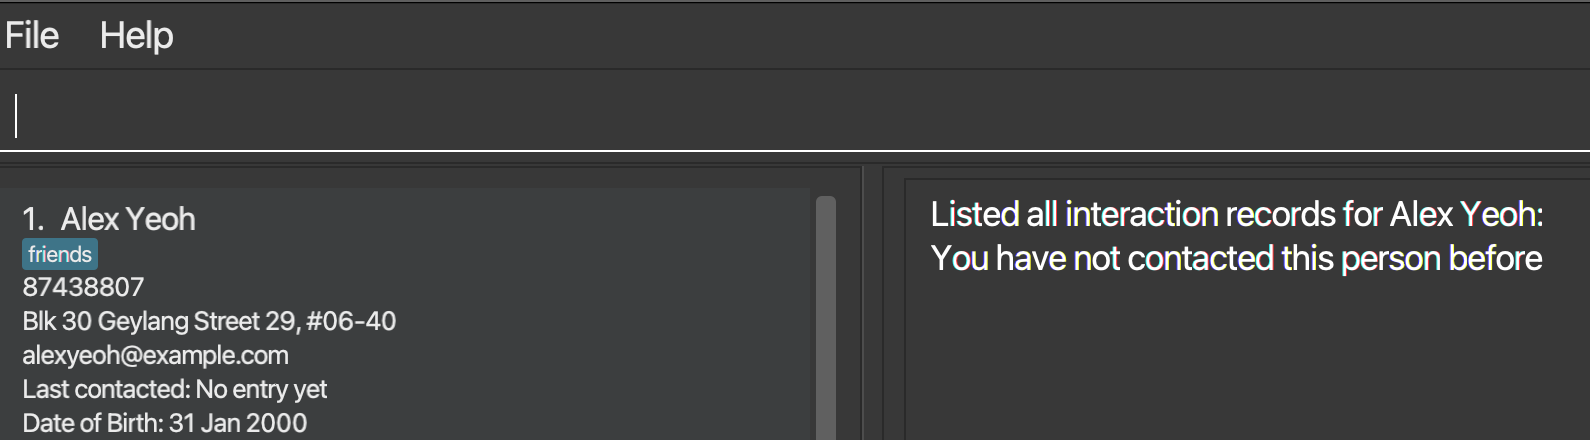 File Help
1. Alex Yeoh
friends
87438807
Blk 30 Geylang Street 29, #06-40
alexyeoh@example.com
Last contacted: No entry yet
Date of Birth: 31 Jan 2000
Listed all interaction records for Alex Yeoh:
You have not contacted this person before